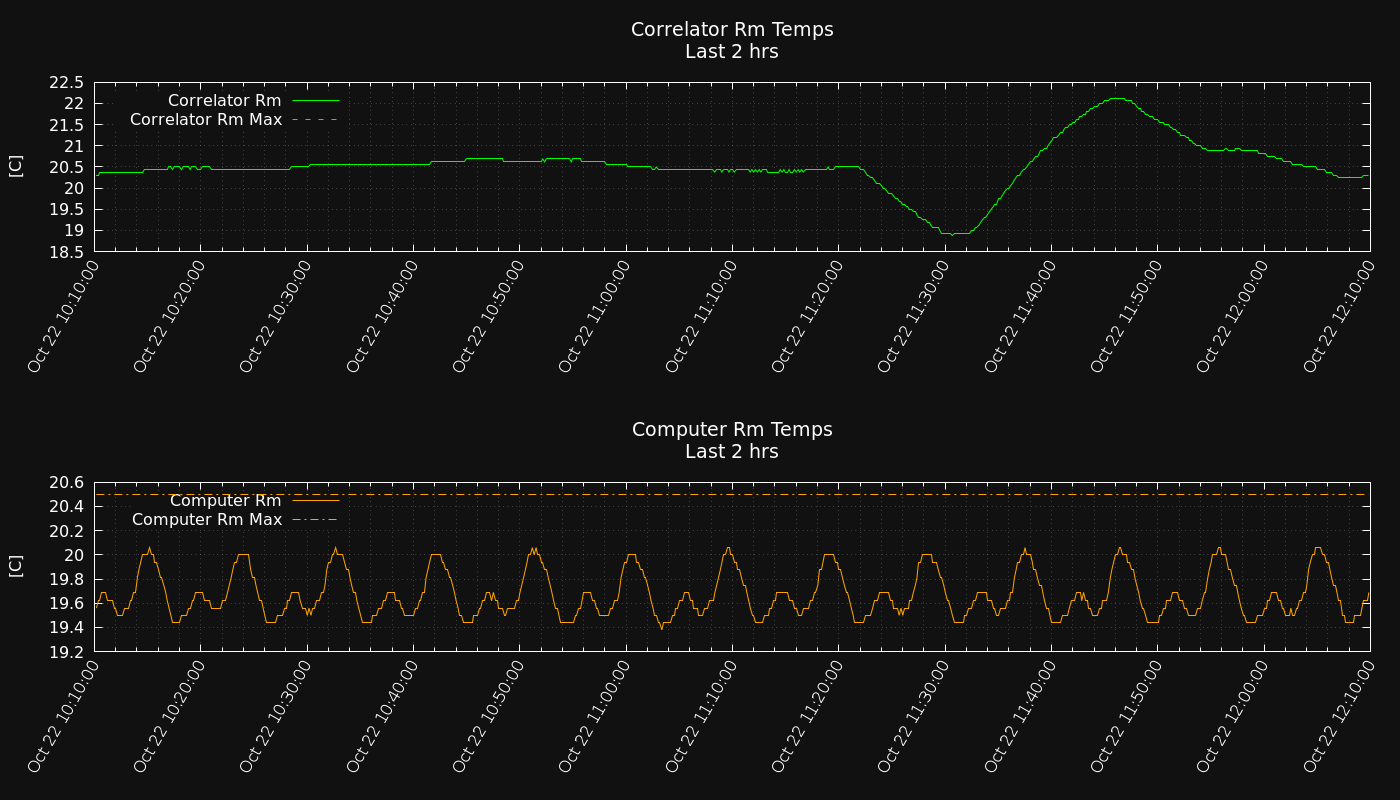 Correlator Rm Temps
Last 2 hrs
22.5
22
21.5
21
20.5
20
19.5
19
18.5
[C]
Correlator Rm
Correlator Rm Max
Oct 22 10:10:00
Oct 22 10:20:00
Oct 22 10:30:00
Oct 22 10:40:00
Oct 22 10:50:00
Oct 22 11:00:00
Oct 22 11:10:00
Oct 22 11:20:00
Oct 22 11:30:00
Oct 22 11:40:00
Oct 22 11:50:00
Oct 22 12:00:00
Oct 22 12:10:00
Computer Rm Temps
Last 2 hrs
20.6
20.4
20.2
20
19.8
19.6
19.4
19.2
[C]
Computer Rm
Computer Rm Max
Oct 22 10:10:00
Oct 22 10:20:00
Oct 22 10:30:00
Oct 22 10:40:00
Oct 22 10:50:00
Oct 22 11:00:00
Oct 22 11:10:00
Oct 22 11:20:00
Oct 22 11:30:00
Oct 22 11:40:00
Oct 22 11:50:00
Oct 22 12:00:00
Oct 22 12:10:00